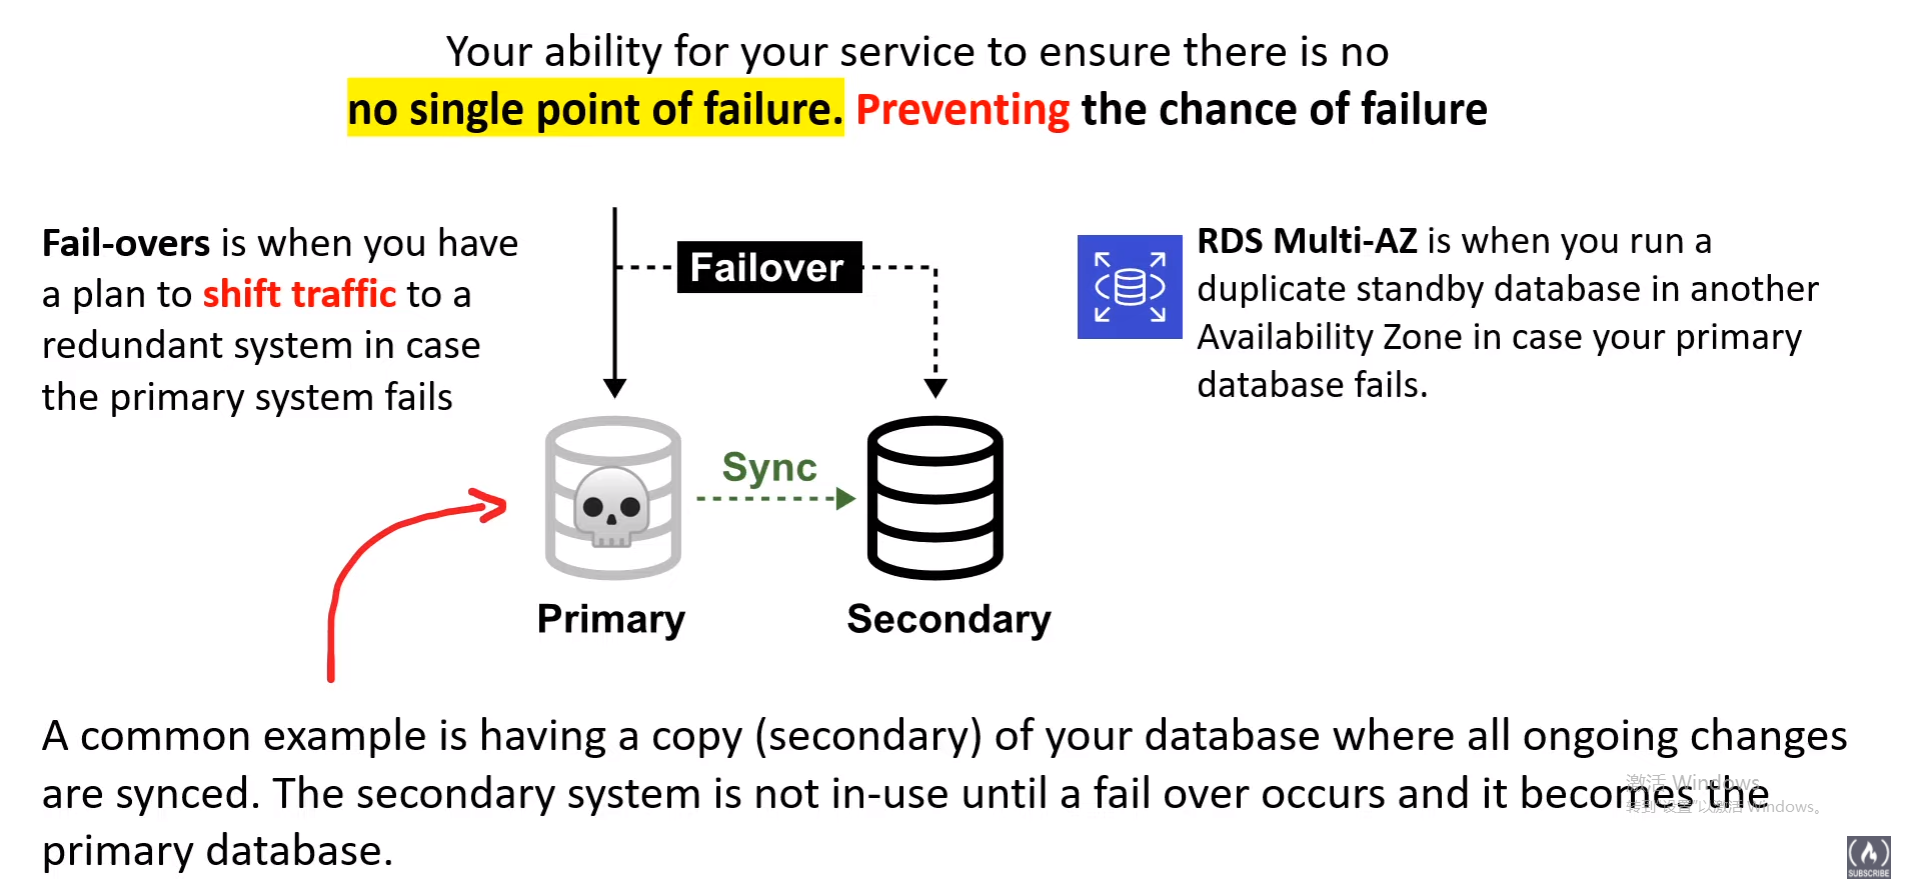 Your ability for your service to ensure there is no
no single point of failure. Preventing the chance of failure
Fail-overs is when you have
a plan to shift traffic to a
redundant system in case
the primary system fails
Failover
RDS Multi-AZ is when you run a
duplicate standby database in another
Availability Zone in case your primary
database fails.
Sync
Primary
Secondary
A common example is having a copy (secondary) of your database where all ongoing changes
are synced. The secondary system is not in-use until a fail over occurs and it becomes the
primary database.
激活 Windows
转到"设置"以激活 Windows。
SUBSCRIBE